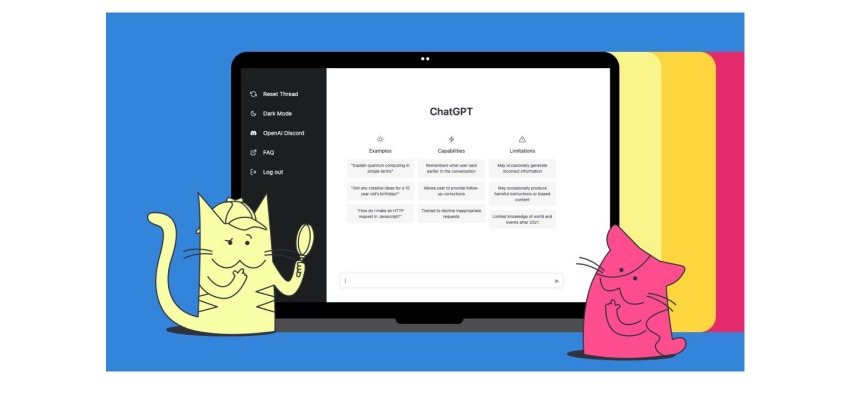 Reset Thread
Dark Mode
OpenAI Discord
FAQ
Log out
ChatGPT
Examples
"Explain quantum computing in
simple terms"
"Got any creative ideas for a 10
year old's birthday?"
"How do I make an HTTP
request in Javascript?"
Capabilities
Remembers what user said
earlier in the conversation
Allows user to provide follow-
up corrections
Trained to decline inappropriate
requests
Limitations
May occasionally generate
incorrect information
May occasionally produce
harmful instructions or biased
content
Limited knowledge of world and
events after 2021